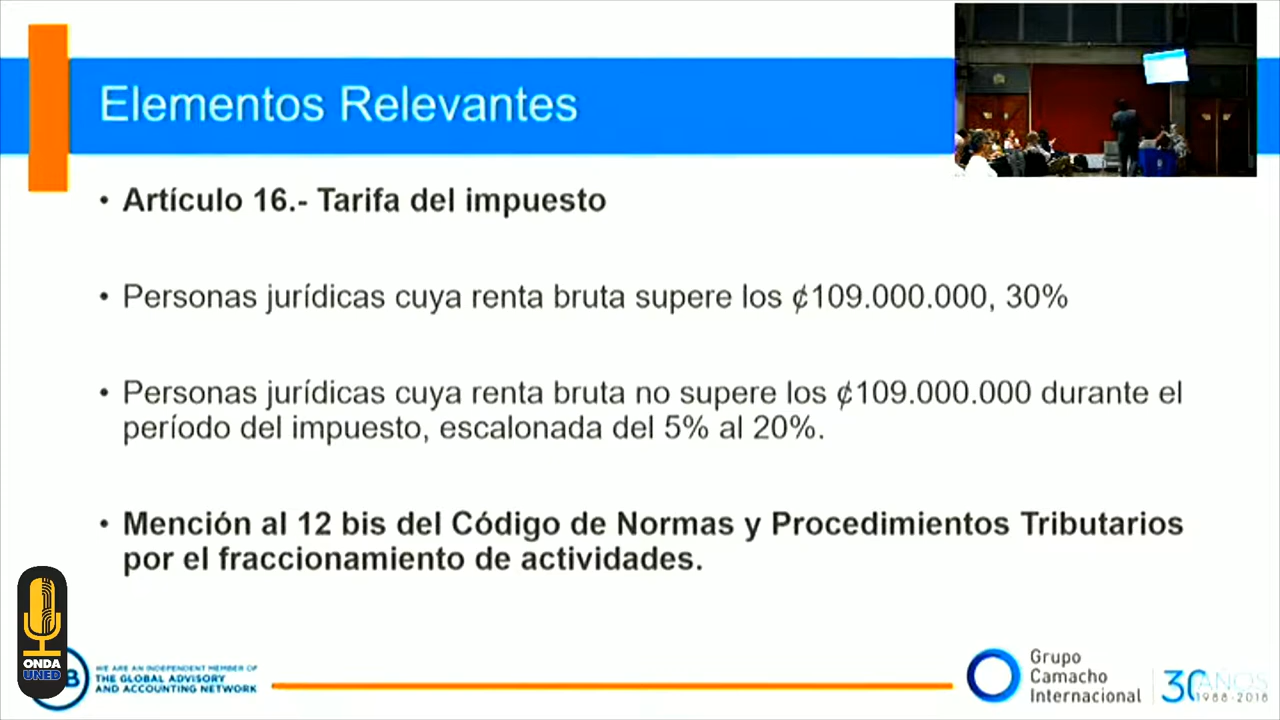 Elementos Relevantes
• Artículo 16.- Tarifa del impuesto
• Personas jurídicas cuya renta bruta supere los ₡109.000.000, 30%
• Personas jurídicas cuya renta bruta no supere los ₡109.000.000 durante el
período del impuesto, escalonada del 5% al 20%.
• Mención al 12 bis del Código de Normas y Procedimientos Tributarios
por el fraccionamiento de actividades.
ONDA
UNED
B
WE ARE AN INDEPENDENT MEMBER OF
THE GLOBAL ADVISORY
AND ACCOUNTING NETWORK
Grupo
Camacho
Internacional
30 AÑOS
1988-2018